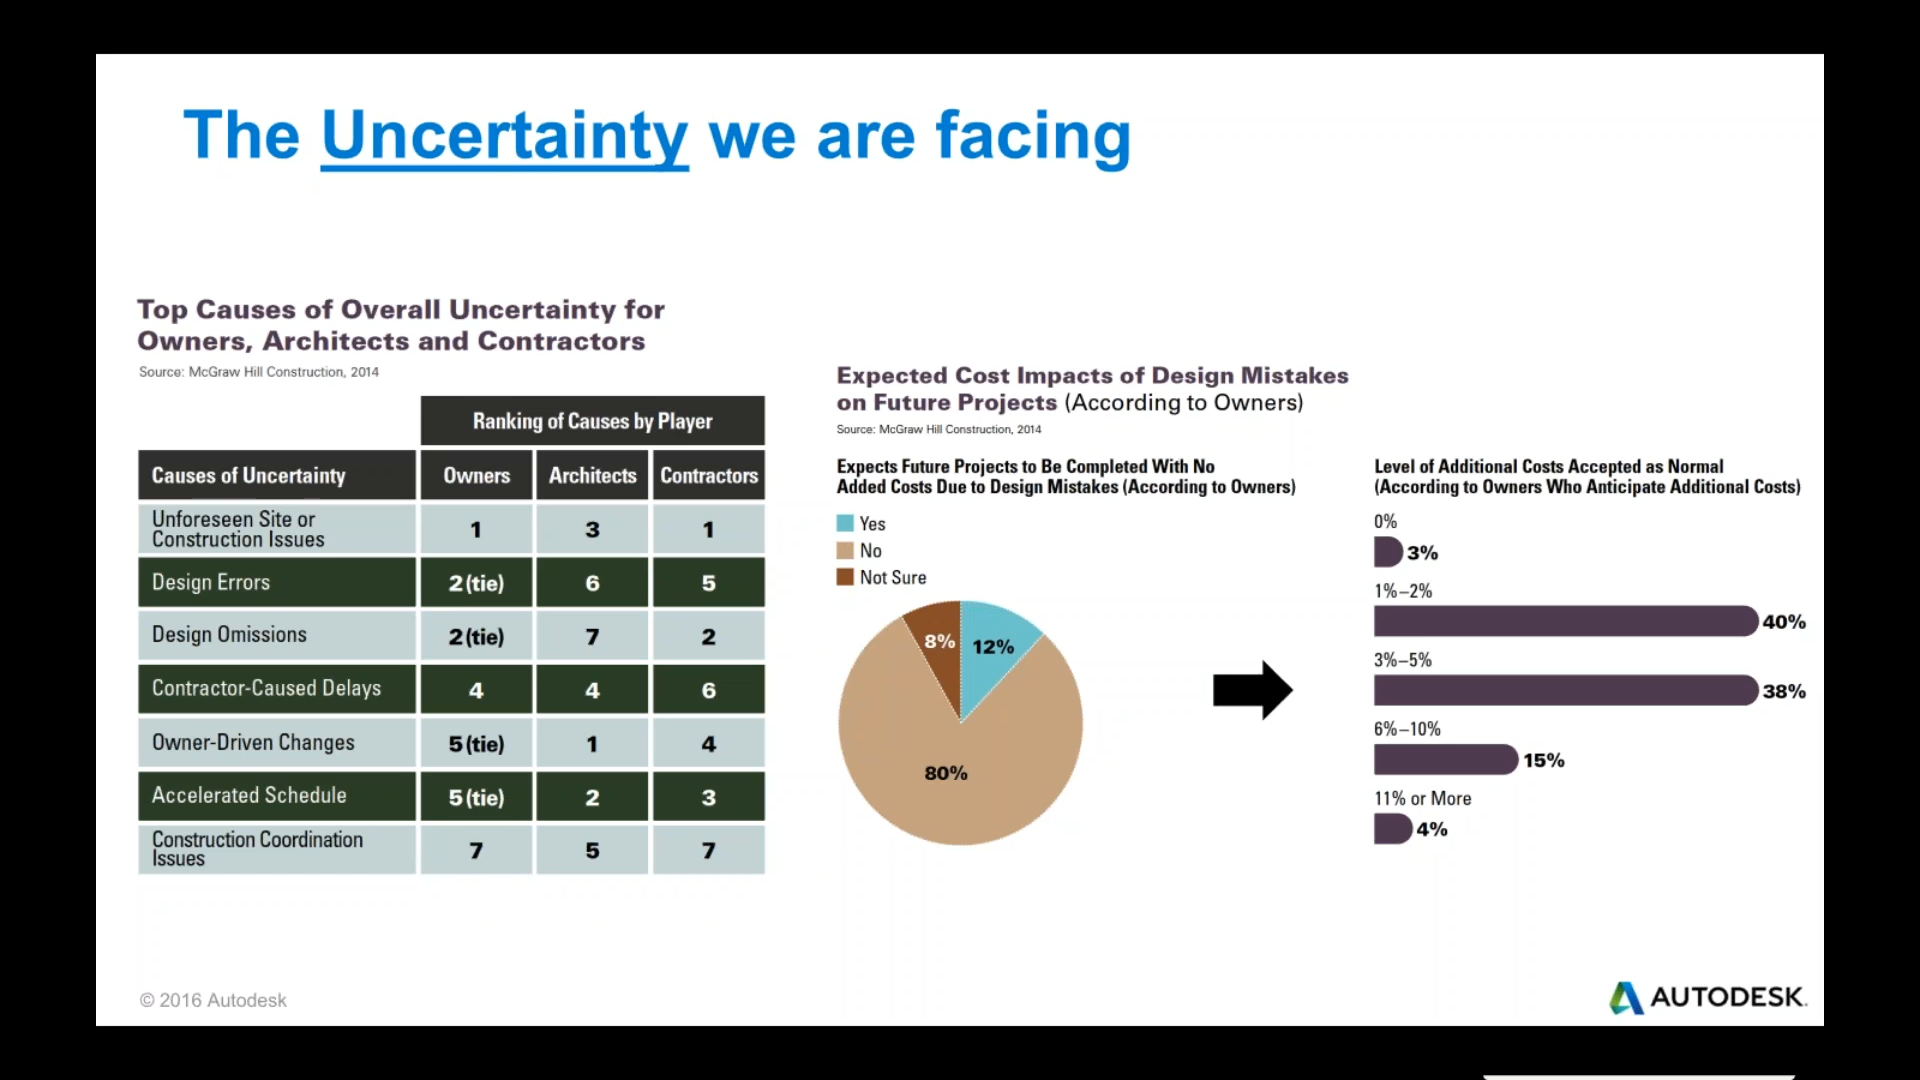 The Uncertainty we are facing
Top Causes of Overall Uncertainty for
Owners, Architects and Contractors
Source: McGraw Hill Construction, 2014
Ranking of Causes by Player
Causes of Uncertainty Owners Architects Contractors
Unforeseen Site or
Construction Issues 1 3 1
Design Errors 2 (tie) 6 5
Design Omissions 2 (tie) 7 2
Contractor-Caused Delays 4 4 6
Owner-Driven Changes 5 (tie) 1 4
Accelerated Schedule 5 (tie) 2 3
Construction Coordination
Issues 7 5 7
Expected Cost Impacts of Design Mistakes
on Future Projects (According to Owners)
Source: McGraw Hill Construction, 2014
Expects Future Projects to Be Completed With No
Added Costs Due to Design Mistakes (According to Owners)
Yes
No
Not Sure
8% 12%
80%
Level of Additional Costs Accepted as Normal
(According to Owners Who Anticipate Additional Costs)
0%
3%
1%–2%
40%
3%–5%
38%
6%–10%
15%
11% or More
4%
© 2016 Autodesk
AUTODESK.